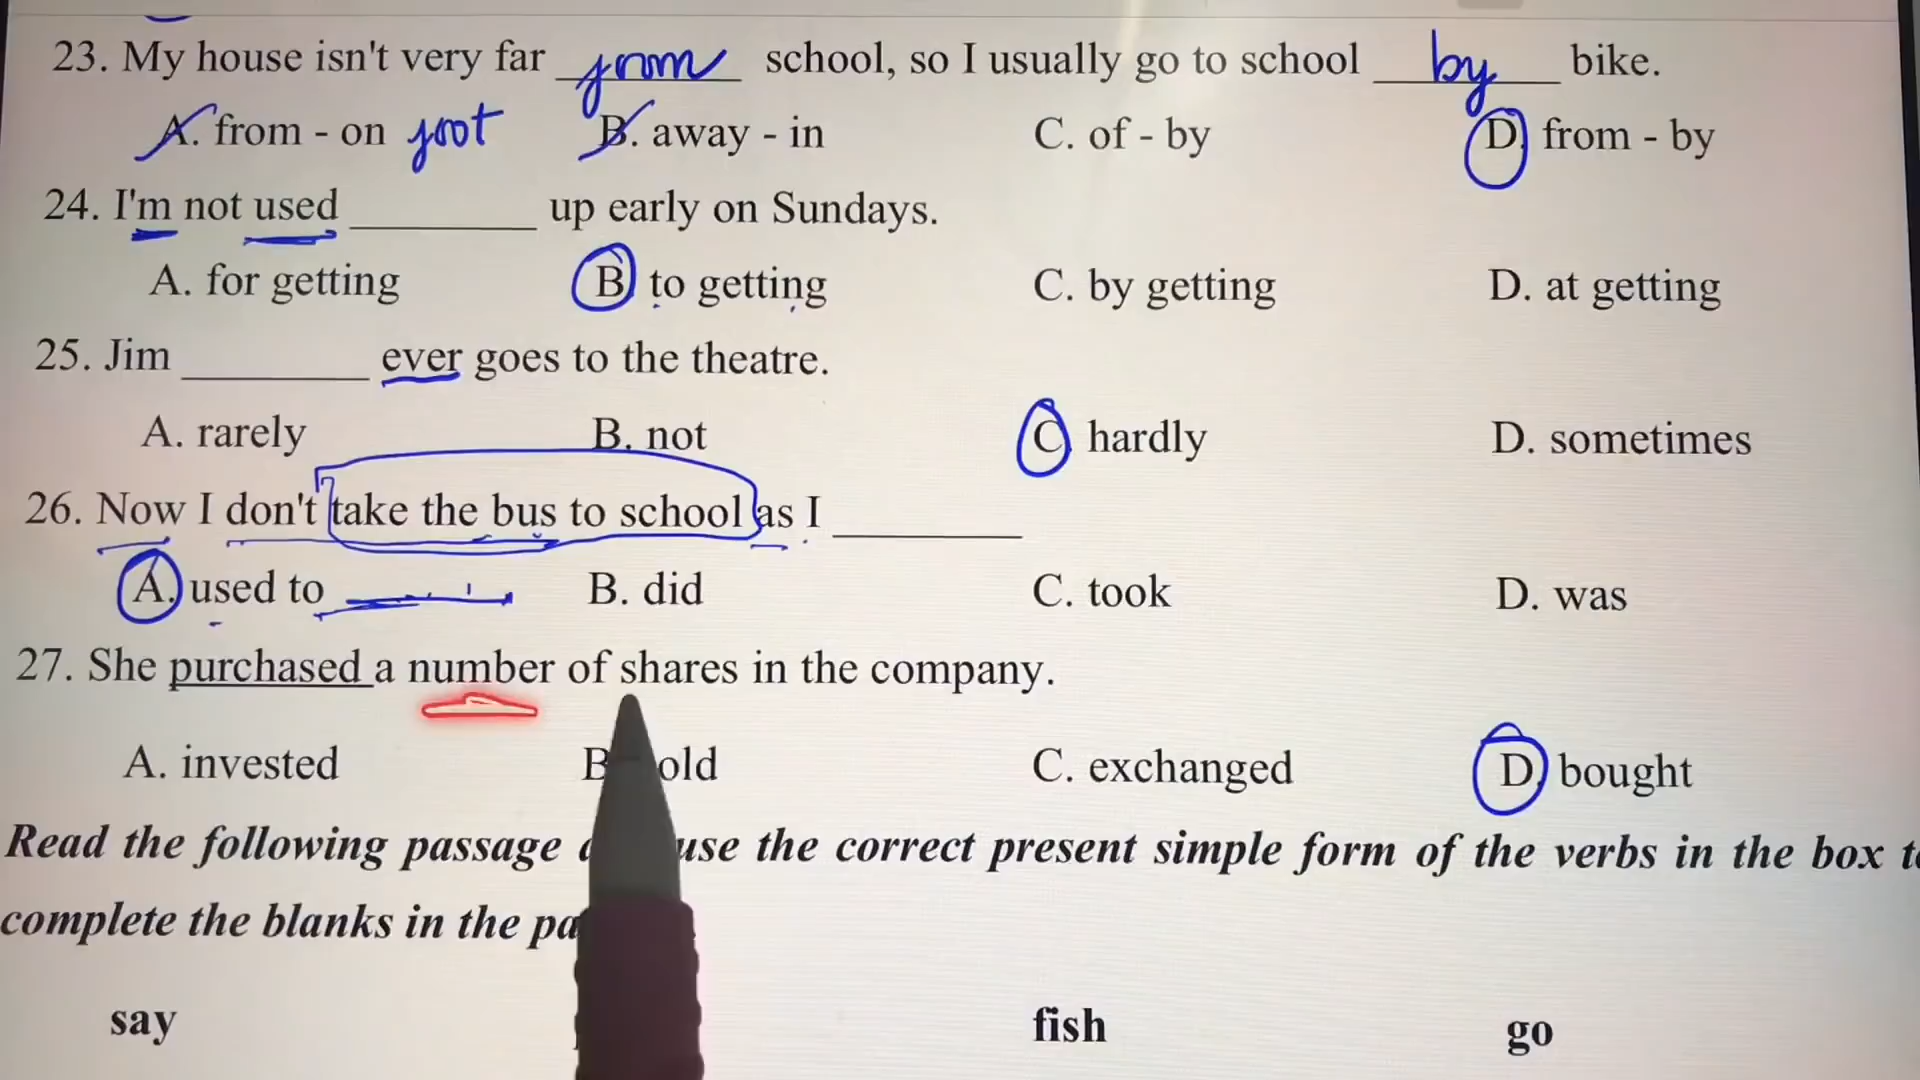 23. My house isn't very far from school, so I usually go to school by bike.
A. from - on foot B. away - in C. of - by D. from - by
24. I'm not used ________ up early on Sundays.
A. for getting B. to getting C. by getting D. at getting
25. Jim ________ ever goes to the theatre.
A. rarely B. not C. hardly D. sometimes
26. Now I don't take the bus to school as I ________
A. used to B. did C. took D. was
27. She purchased a number of shares in the company.
A. invested B old C. exchanged D. bought
Read the following passage use the correct present simple form of the verbs in the box
complete the blanks in the
say fish go